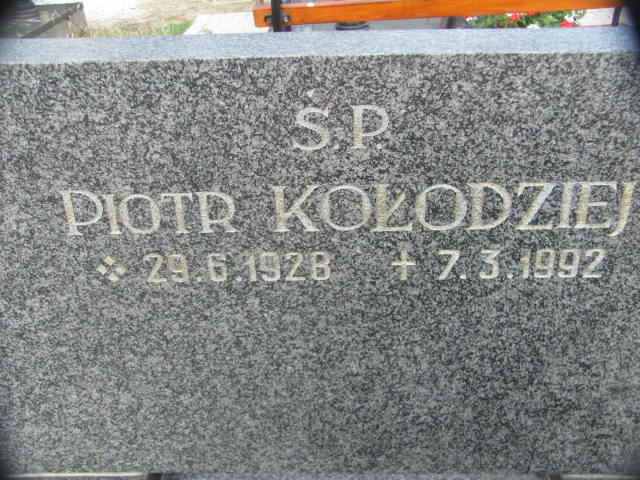 Ś.P.
PIOTR KOŁODZIEJ
29.6.1928 + 7.3.1992